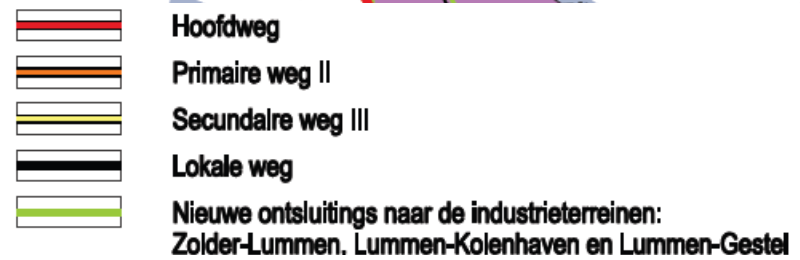 Hoofdweg
Primaire weg II
Secundaire weg III
Lokale weg
Nieuwe ontsluitings naar de industrieterreinen:
Zolder-Lummen, Lummen-Kolenhaven en Lummen-Gestel